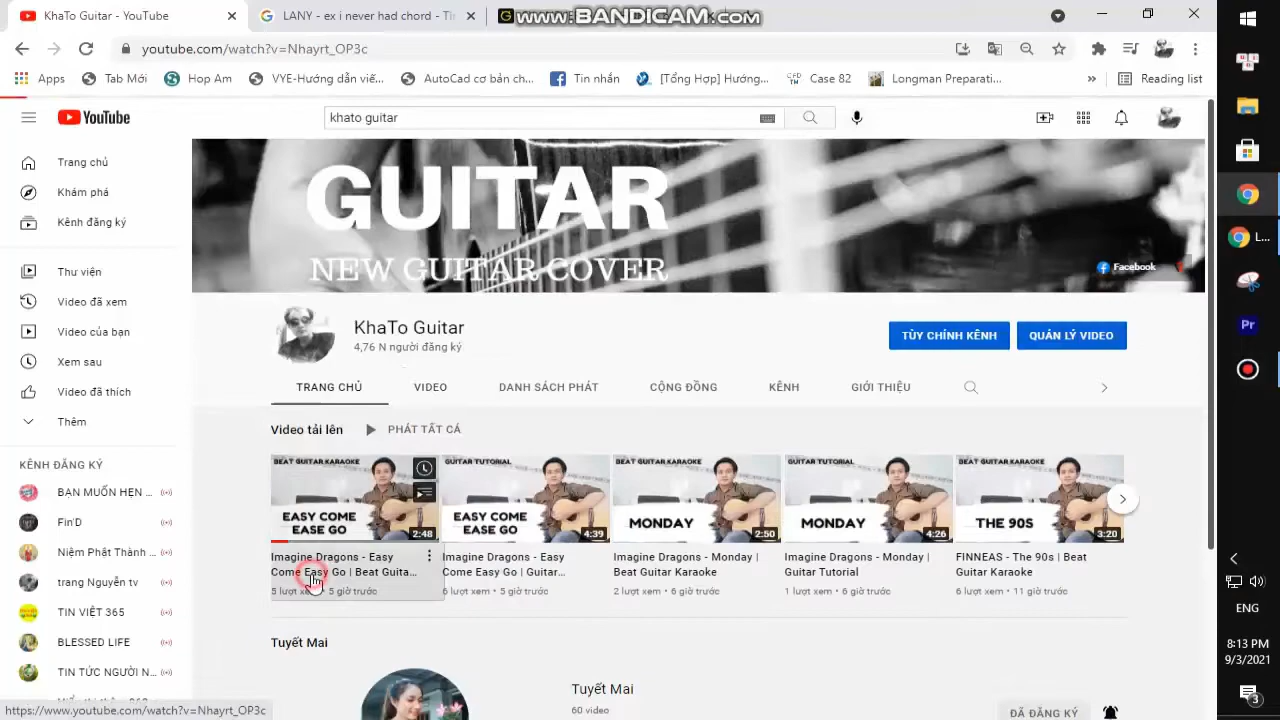 KhaTo Guitar - YouTube
LANY - ex i never had chord - Tì
www.BANDICAM.com
youtube.com/watch?v=Nhayrt_OP3c
Apps
Tab Mới
Hop Am
VYE-Hướng dẫn viế...
AutoCad cơ bản ch...
Tin nhắn
[Tổng Hợp] Hướng...
Case 82
Longman Preparati...
»
Reading list
YouTube
khato guitar
Trang chủ
Khám phá
Kênh đăng ký
Thư viện
Video đã xem
Video của bạn
Xem sau
Video đã thích
Thêm
KÊNH ĐĂNG KÝ
BẠN MUỐN HẸN ...
Fin'D
Niệm Phật Thành ...
trang Nguyễn tv
TIN VIỆT 365
BLESSED LIFE
TIN TỨC NGƯỜI N...
https://www.youtube.com/watch?v=Nhayrt_OP3c
GUITAR
NEW GUITAR COVER
Facebook
KhaTo Guitar
4,76 N người đăng ký
TÙY CHỈNH KÊNH
QUẢN LÝ VIDEO
TRANG CHỦ
VIDEO
DANH SÁCH PHÁT
CỘNG ĐỒNG
KÊNH
GIỚI THIỆU
Video tải lên
PHÁT TẤT CẢ
BEAT GUITAR KARAOKE
EASY COME
EASE GO
2:48
Imagine Dragons - Easy
Come Easy Go | Beat Guita...
5 lượt xem • 5 giờ trước
GUITAR TUTORIAL
EASY COME
EASE GO
4:39
Imagine Dragons - Easy
Come Easy Go | Guitar...
6 lượt xem • 5 giờ trước
BEAT GUITAR KARAOKE
MONDAY
2:50
Imagine Dragons - Monday |
Beat Guitar Karaoke
2 lượt xem • 6 giờ trước
GUITAR TUTORIAL
MONDAY
4:26
Imagine Dragons - Monday |
Guitar Tutorial
1 lượt xem • 6 giờ trước
BEAT GUITAR KARAOKE
THE 90S
3:20
FINNEAS - The 90s | Beat
Guitar Karaoke
6 lượt xem • 11 giờ trước
Tuyết Mai
Tuyết Mai
60 video
ĐÃ ĐĂNG KÝ
L...
Pr
ENG
8:13 PM
9/3/2021
3